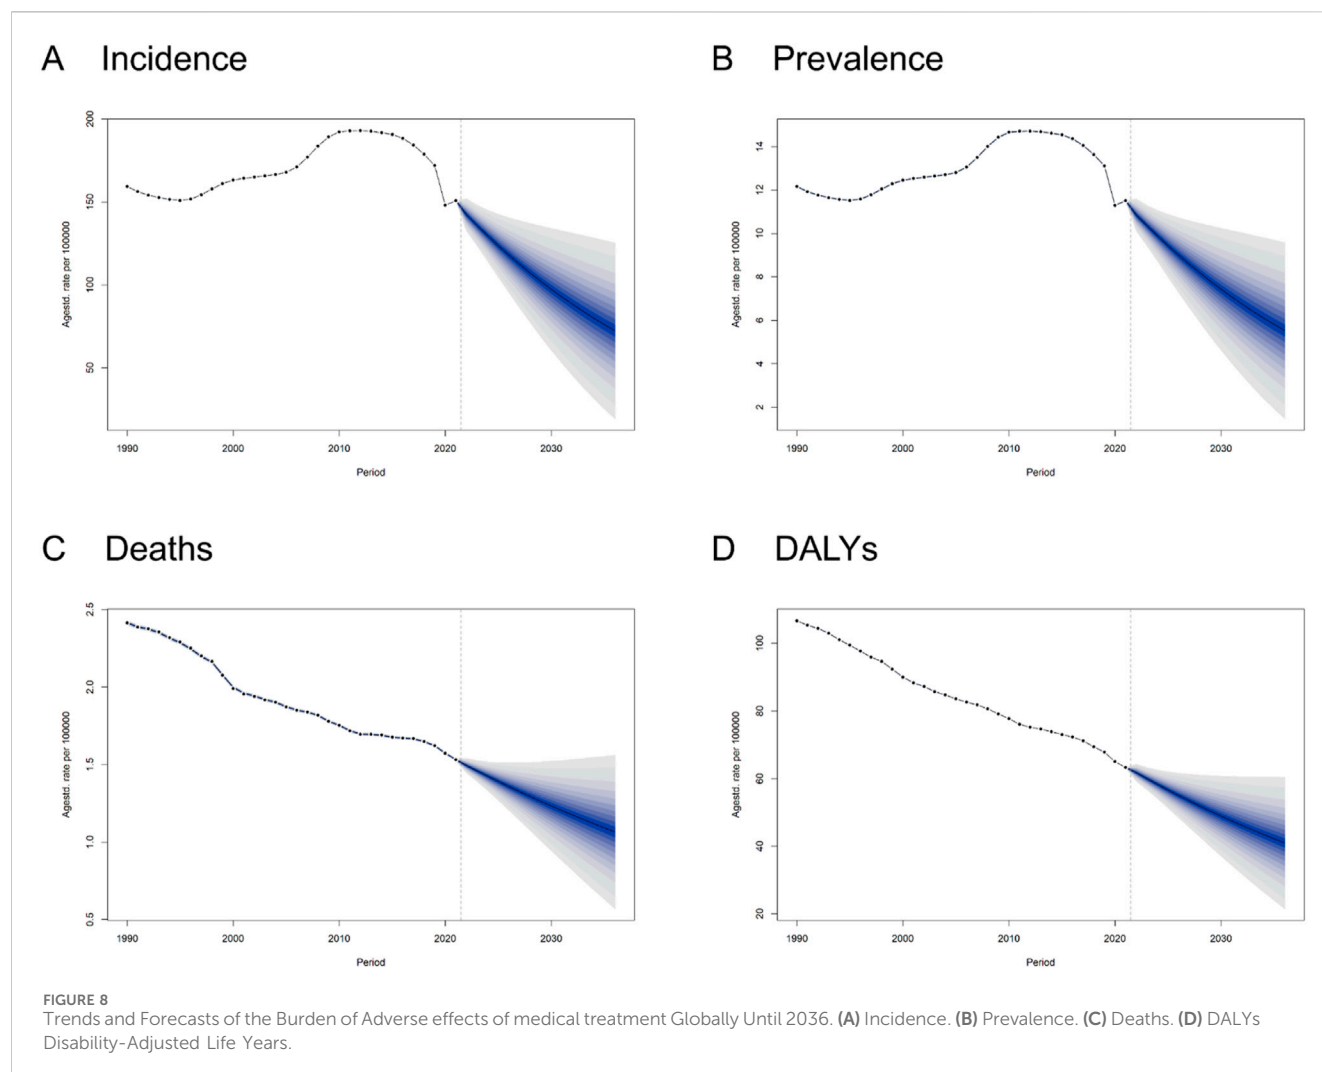 A Incidence
200
150
100
50
Agestd. rate per 100000
1990 2000 2010 2020 2030
Period
B Prevalence
14
12
10
8
6
4
2
Agestd. rate per 100000
1990 2000 2010 2020 2030
Period
C Deaths
2.5
2.0
1.5
1.0
0.5
Agestd. rate per 100000
1990 2000 2010 2020 2030
Period
D DALYs
100
80
60
40
20
Agestd. rate per 100000
1990 2000 2010 2020 2030
Period
FIGURE 8
Trends and Forecasts of the Burden of Adverse effects of medical treatment Globally Until 2036. (A) Incidence. (B) Prevalence. (C) Deaths. (D) DALYs
Disability-Adjusted Life Years.